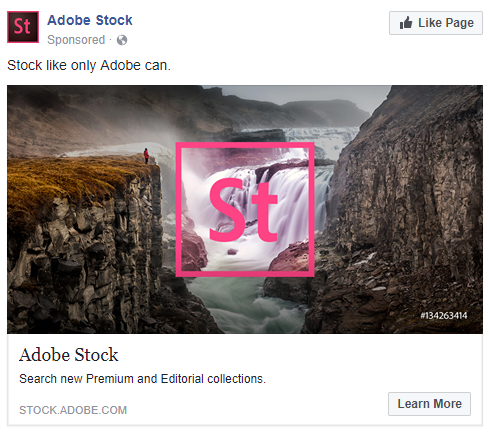 St
Adobe Stock
Like Page
Sponsored ·
Stock like only Adobe can.
St
#134263414
Adobe Stock
Search new Premium and Editorial collections.
STOCK.ADOBE.COM
Learn More